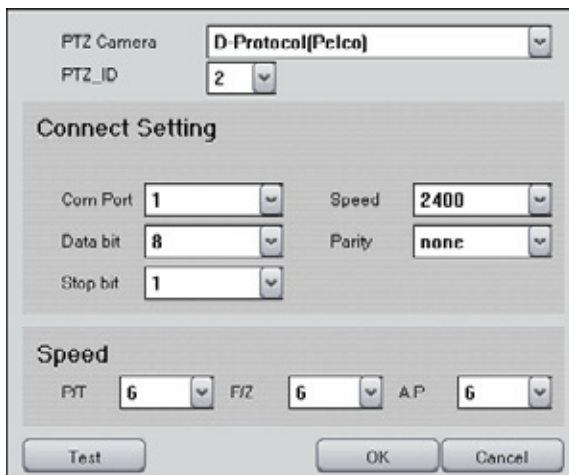 PTZ Camera D-Protocol(Pelco)
PTZ_ID 2
Connect Setting
Com Port 1 Speed 2400
Data bit 8 Parity none
Stop bit 1
Speed
P/T 6 F/Z 6 A.P 6
Test OK Cancel